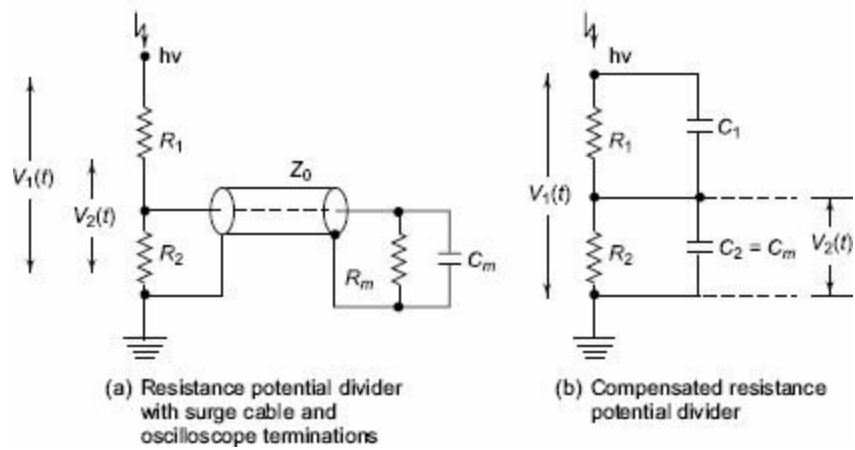 hv
hv
R1
C1
Z0
V1(t)
V2(t)
V1(t)
R2
Rm
Cm
R2
C2 = Cm
V2(t)
(a) Resistance potential divider
with surge cable and
oscilloscope terminations
(b) Compensated resistance
potential divider
R1